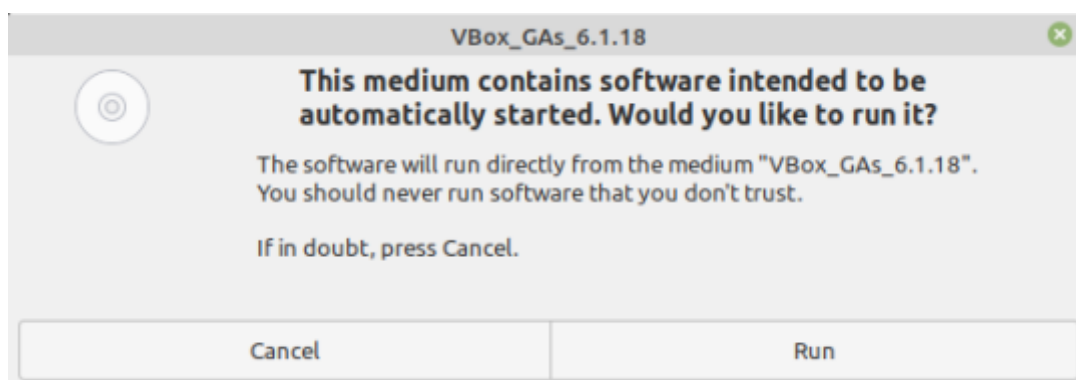 VBox_GAs_6.1.18
This medium contains software intended to be
automatically started. Would you like to run it?
The software will run directly from the medium "VBox_GAs_6.1.18".
You should never run software that you don't trust.
If in doubt, press Cancel.
Cancel
Run